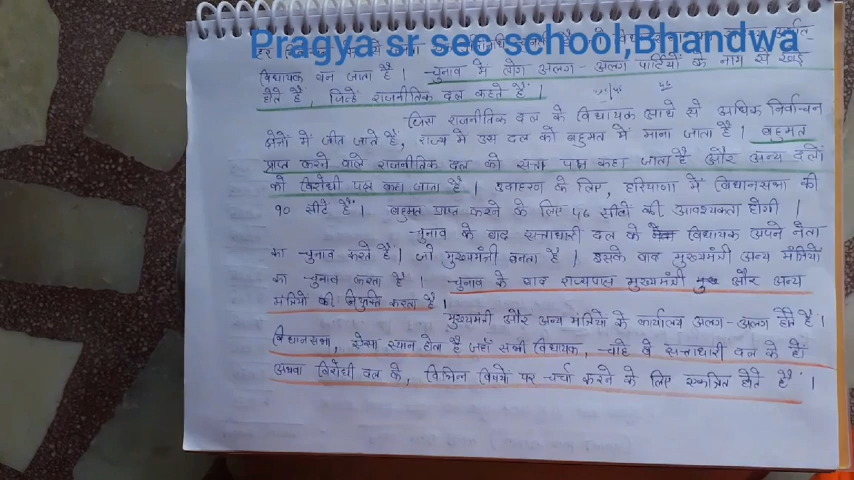 Pragya sr sec school,Bhandwa
विधायक बन जाता है । चुनाव में लोग अलग - अलग पार्टियों के नाम से खड़े
होते हैं , जिन्हें राजनीतिक दल कहते हैं ।
जिस राजनीतिक दल के विधायक आधे से अधिक निर्वाचन
क्षेत्रों में जीत जाते हैं, राज्य में उस दल को बहुमत में माना जाता है । बहुमत
प्राप्त करने वाले राजनीतिक दल को सत्ता पक्ष कहा जाता है और अन्य दलों
को विरोधी पक्ष कहा जाता है । उदाहरण के लिए, हरियाणा में विधानसभा की
90 सीटें हैं । बहुमत प्राप्त करने के लिए 46 सीटों की आवश्यकता होगी ।
चुनाव के बाद सत्ताधारी दल के विधायक अपने नेता
का चुनाव करते हैं । जो मुख्यमंत्री बनता है । इसके बाद मुख्यमंत्री अन्य मंत्रियों
का चुनाव करता है । चुनाव के बाद राज्यपाल मुख्यमंत्री और अन्य
मंत्रियों की नियुक्ति करता है ।
मुख्यमंत्री और अन्य मंत्रियों के कार्यालय अलग - अलग होते हैं ।
विधानसभा, ऐसा स्थान होता है जहाँ सभी विधायक, चाहे वे सत्ताधारी दल के हों
अथवा विरोधी दल के, विभिन्न विषयों पर चर्चा करने के लिए एकत्रित होते हैं ।